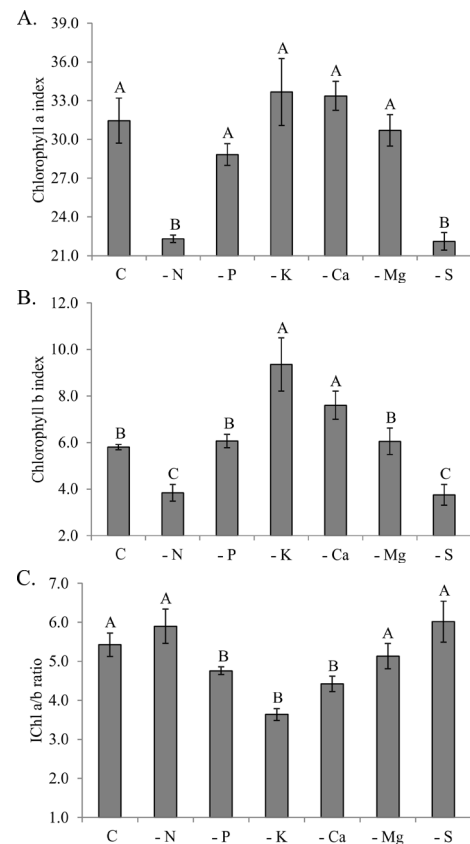 A.
39.0
36.0
33.0
30.0
27.0
24.0
21.0
Chlorophyll a index
A
B
A
A
A
A
B
C - N - P - K - Ca - Mg - S
B.
12.0
10.0
8.0
6.0
4.0
2.0
Chlorophyll b index
B
C
B
A
A
B
C
C - N - P - K - Ca - Mg - S
C.
7.0
6.0
5.0
4.0
3.0
2.0
1.0
IChl a/b ratio
A
A
B
B
B
A
A
C - N - P - K - Ca - Mg - S